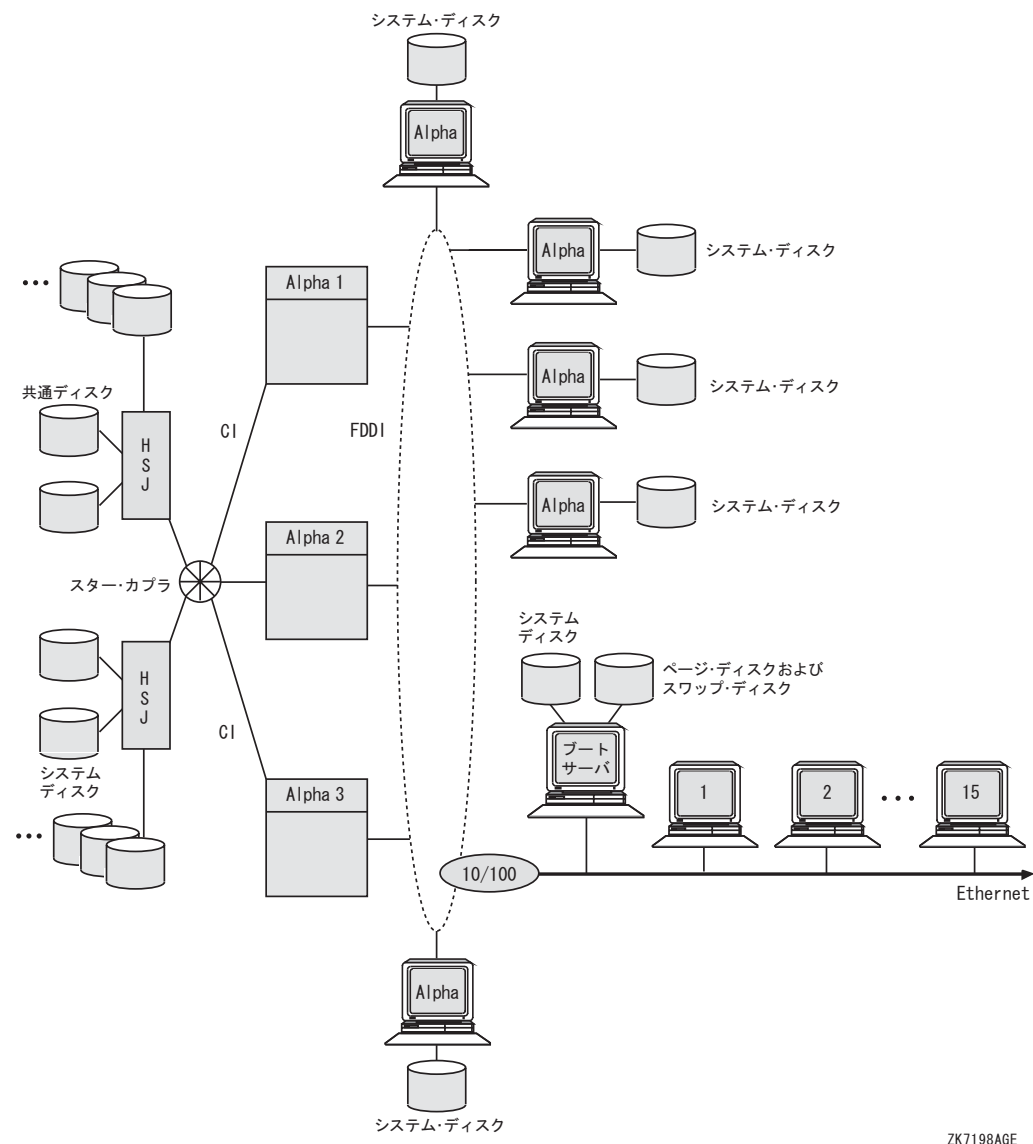 システム・ディスク
Alpha
Alpha
システム・ディスク
Alpha 1
共通ディスク
Alpha
システム・ディスク
H
S
J
CI
FDDI
Alpha
システム・ディスク
Alpha 2
スター・カプラ
システム
ディスク
ページ・ディスクおよび
スワップ・ディスク
H
S
J
CI
ブート
サーバ
システム
ディスク
Alpha 3
1
2
•••
15
•••
•••
10/100
Ethernet
Alpha
システム・ディスク
ZK7198AGE